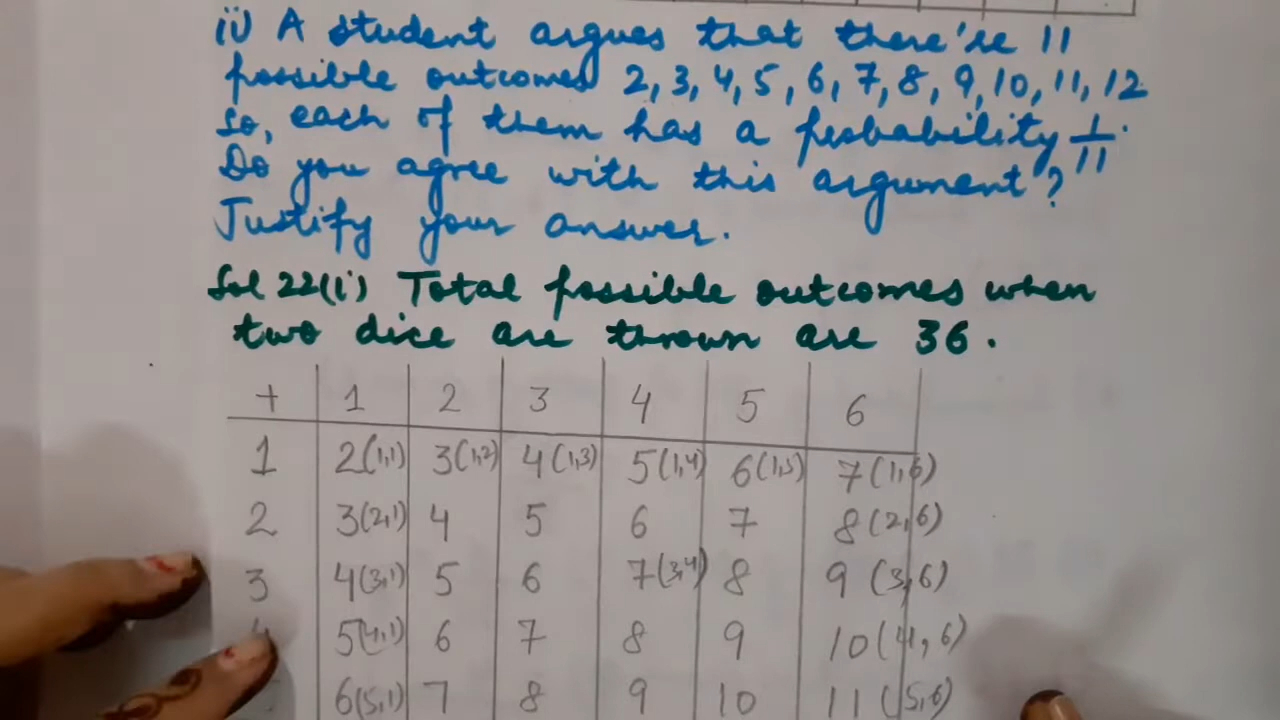 ii) A student argues that there're 11
possible outcomes 2, 3, 4, 5, 6, 7, 8, 9, 10, 11, 12
So, each of them has a probability 1/11.
Do you agree with this argument?
Justify your answer.
Sol 22(i) Total possible outcomes when
two dice are thrown are 36.
+ 1 2 3 4 5 6
1 2(1,1) 3(1,2) 4(1,3) 5(1,4) 6(1,5) 7(1,6)
2 3(2,1) 4 5 6 7 8(2,6)
3 4(3,1) 5 6 7(3,4) 8 9 (3,6)
4 5(4,1) 6 7 8 9 10(4,6)
6(5,1) 7 8 9 10 11 (5,6)